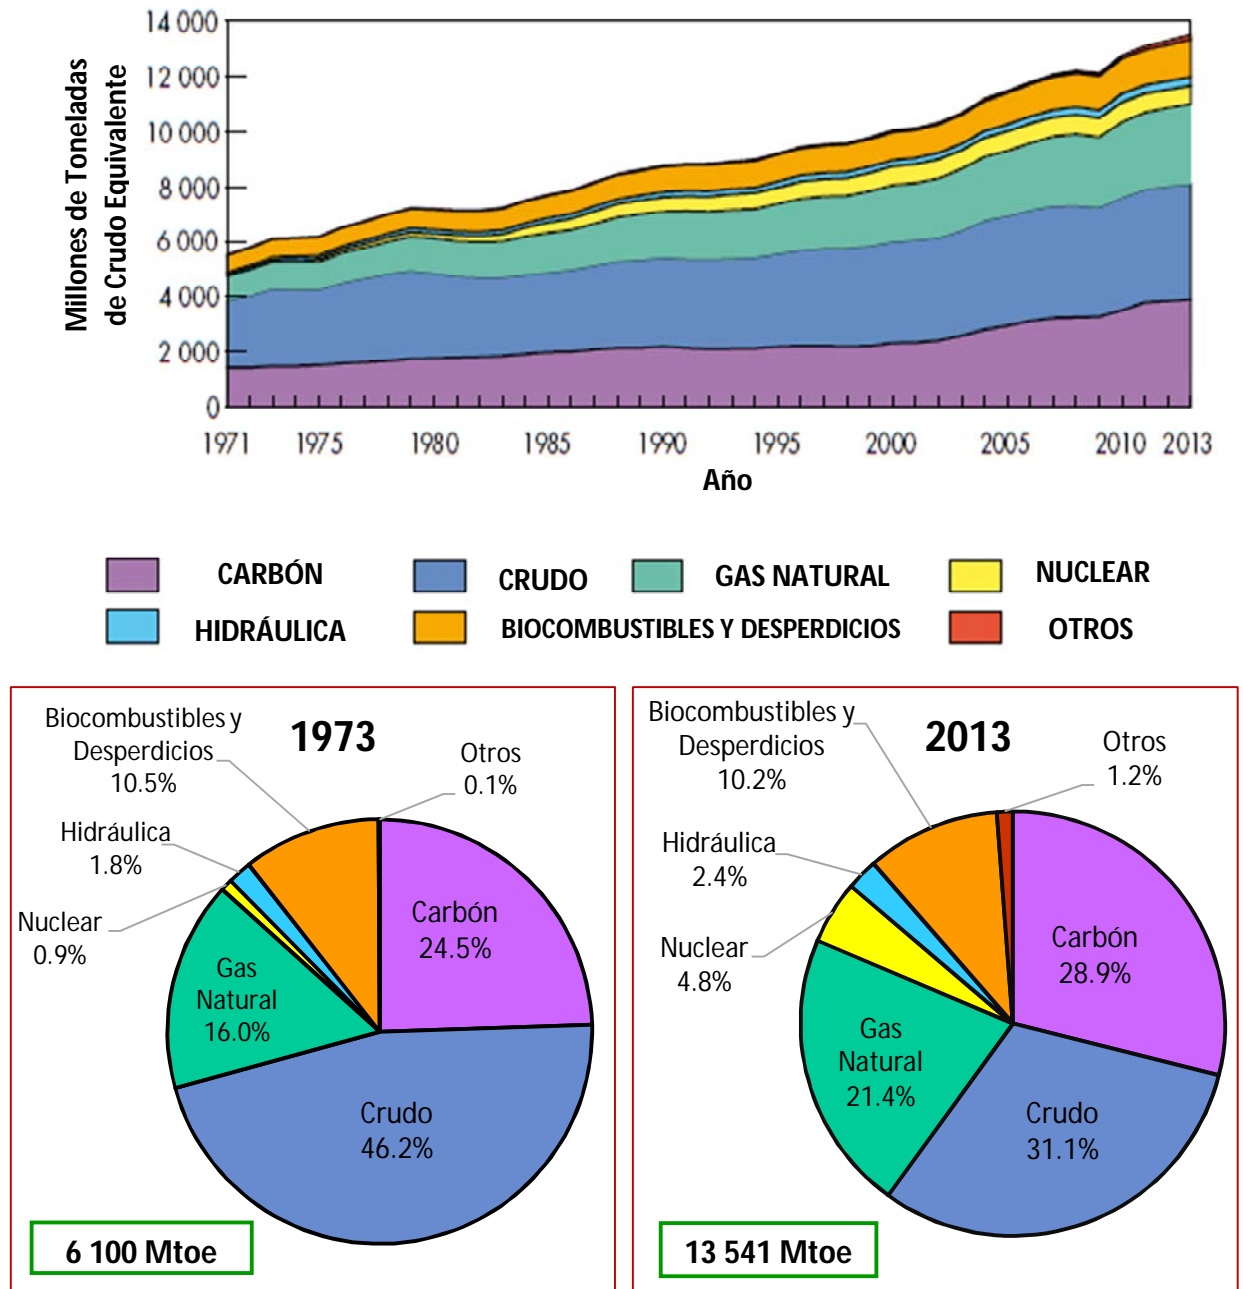 14 000
12 000
10 000
8 000
6 000
4 000
2 000
0
Millones de Toneladas
de Crudo Equivalente
1971 1975 1980 1985 1990 1995 2000 2005 2010 2013
Año
CARBÓN CRUDO GAS NATURAL NUCLEAR
HIDRÁULICA BIOCOMBUSTIBLES Y DESPERDICIOS OTROS
1973
Biocombustibles y
Desperdicios
10.5%
Otros
0.1%
Hidráulica
1.8%
Nuclear
0.9%
Carbón
24.5%
Gas
Natural
16.0%
Crudo
46.2%
6 100 Mtoe
2013
Biocombustibles y
Desperdicios
10.2%
Otros
1.2%
Hidráulica
2.4%
Nuclear
4.8%
Carbón
28.9%
Gas
Natural
21.4%
Crudo
31.1%
13 541 Mtoe